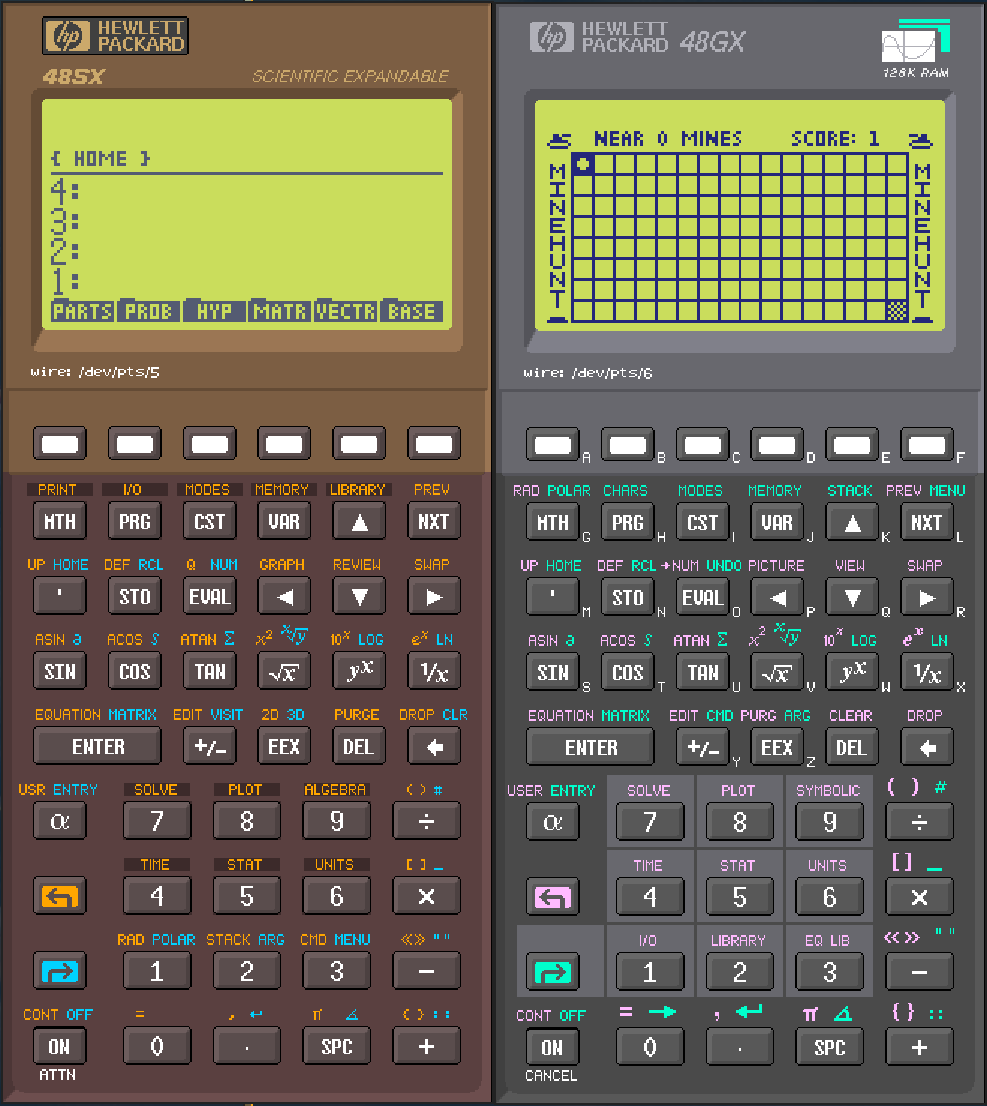 HEWLETT
PACKARD
48SX SCIENTIFIC EXPANDABLE
{ HOME }
4:
3:
2:
1:
PARTS PROB HYP MATR VECTR BASE
wire: /dev/pts/5
PRINT I/O MODES MEMORY LIBRARY PREV
MTH PRG CST VAR ▲ NXT
UP HOME DEF RCL Q NUM GRAPH REVIEW SWAP
' STO EVAL ◀ ▼ ▶
ASIN ∂ ACOS ∫ ATAN Σ x² ˣ√y 10ˣ LOG eˣ LN
SIN COS TAN √x yˣ 1/x
EQUATION MATRIX EDIT VISIT 2D 3D PURGE DROP CLR
ENTER +/− EEX DEL ←
USR ENTRY SOLVE PLOT ALGEBRA ( ) #
α 7 8 9 ÷
TIME STAT UNITS [ ] _
4 5 6 ×
RAD POLAR STACK ARG CMD MENU «» " "
1 2 3 −
CONT OFF = , ↵ π ∡ { } : :
ON 0 . SPC +
ATTN
hp HEWLETT
PACKARD 48GX
128K RAM
NEAR 0 MINES SCORE: 1
MINEHUNT MINEHUNT
wire: /dev/pts/6
A B C D E F
RAD POLAR CHARS MODES MEMORY STACK PREV MENU
MTH G PRG H CST I VAR J ▲ K NXT L
UP HOME DEF RCL →NUM UNDO PICTURE VIEW SWAP
' M STO N EVAL O ◀ P ▼ Q ▶ R
ASIN ∂ ACOS ∫ ATAN Σ x² ˣ√y 10ˣ LOG eˣ LN
SIN S COS T TAN U √x V yˣ W 1/x X
EQUATION MATRIX EDIT CMD PURG ARG CLEAR DROP
ENTER +/− Y EEX Z DEL ←
USER ENTRY SOLVE PLOT SYMBOLIC ( ) #
α 7 8 9 ÷
TIME STAT UNITS [ ] _
4 5 6 ×
I/O LIBRARY EQ LIB «» " "
1 2 3 −
CONT OFF = → , ↵ π ∡ { } : :
ON 0 . SPC +
CANCEL